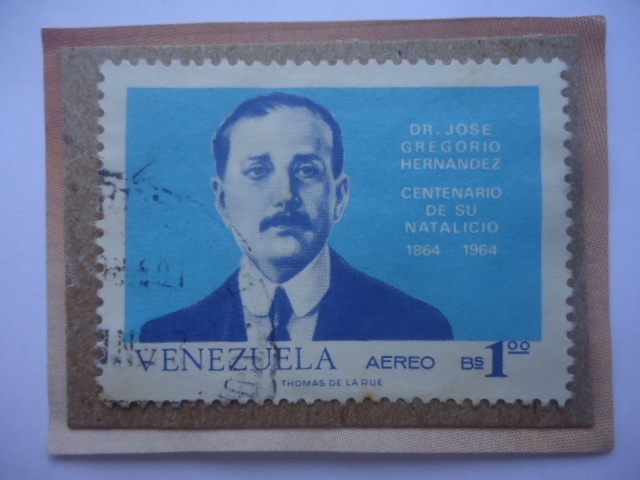 DR. JOSE
GREGORIO
HERNANDEZ
CENTENARIO
DE SU
NATALICIO
1864 1964
VENEZUELA AEREO Bs 1.00
THOMAS DE LA RUE